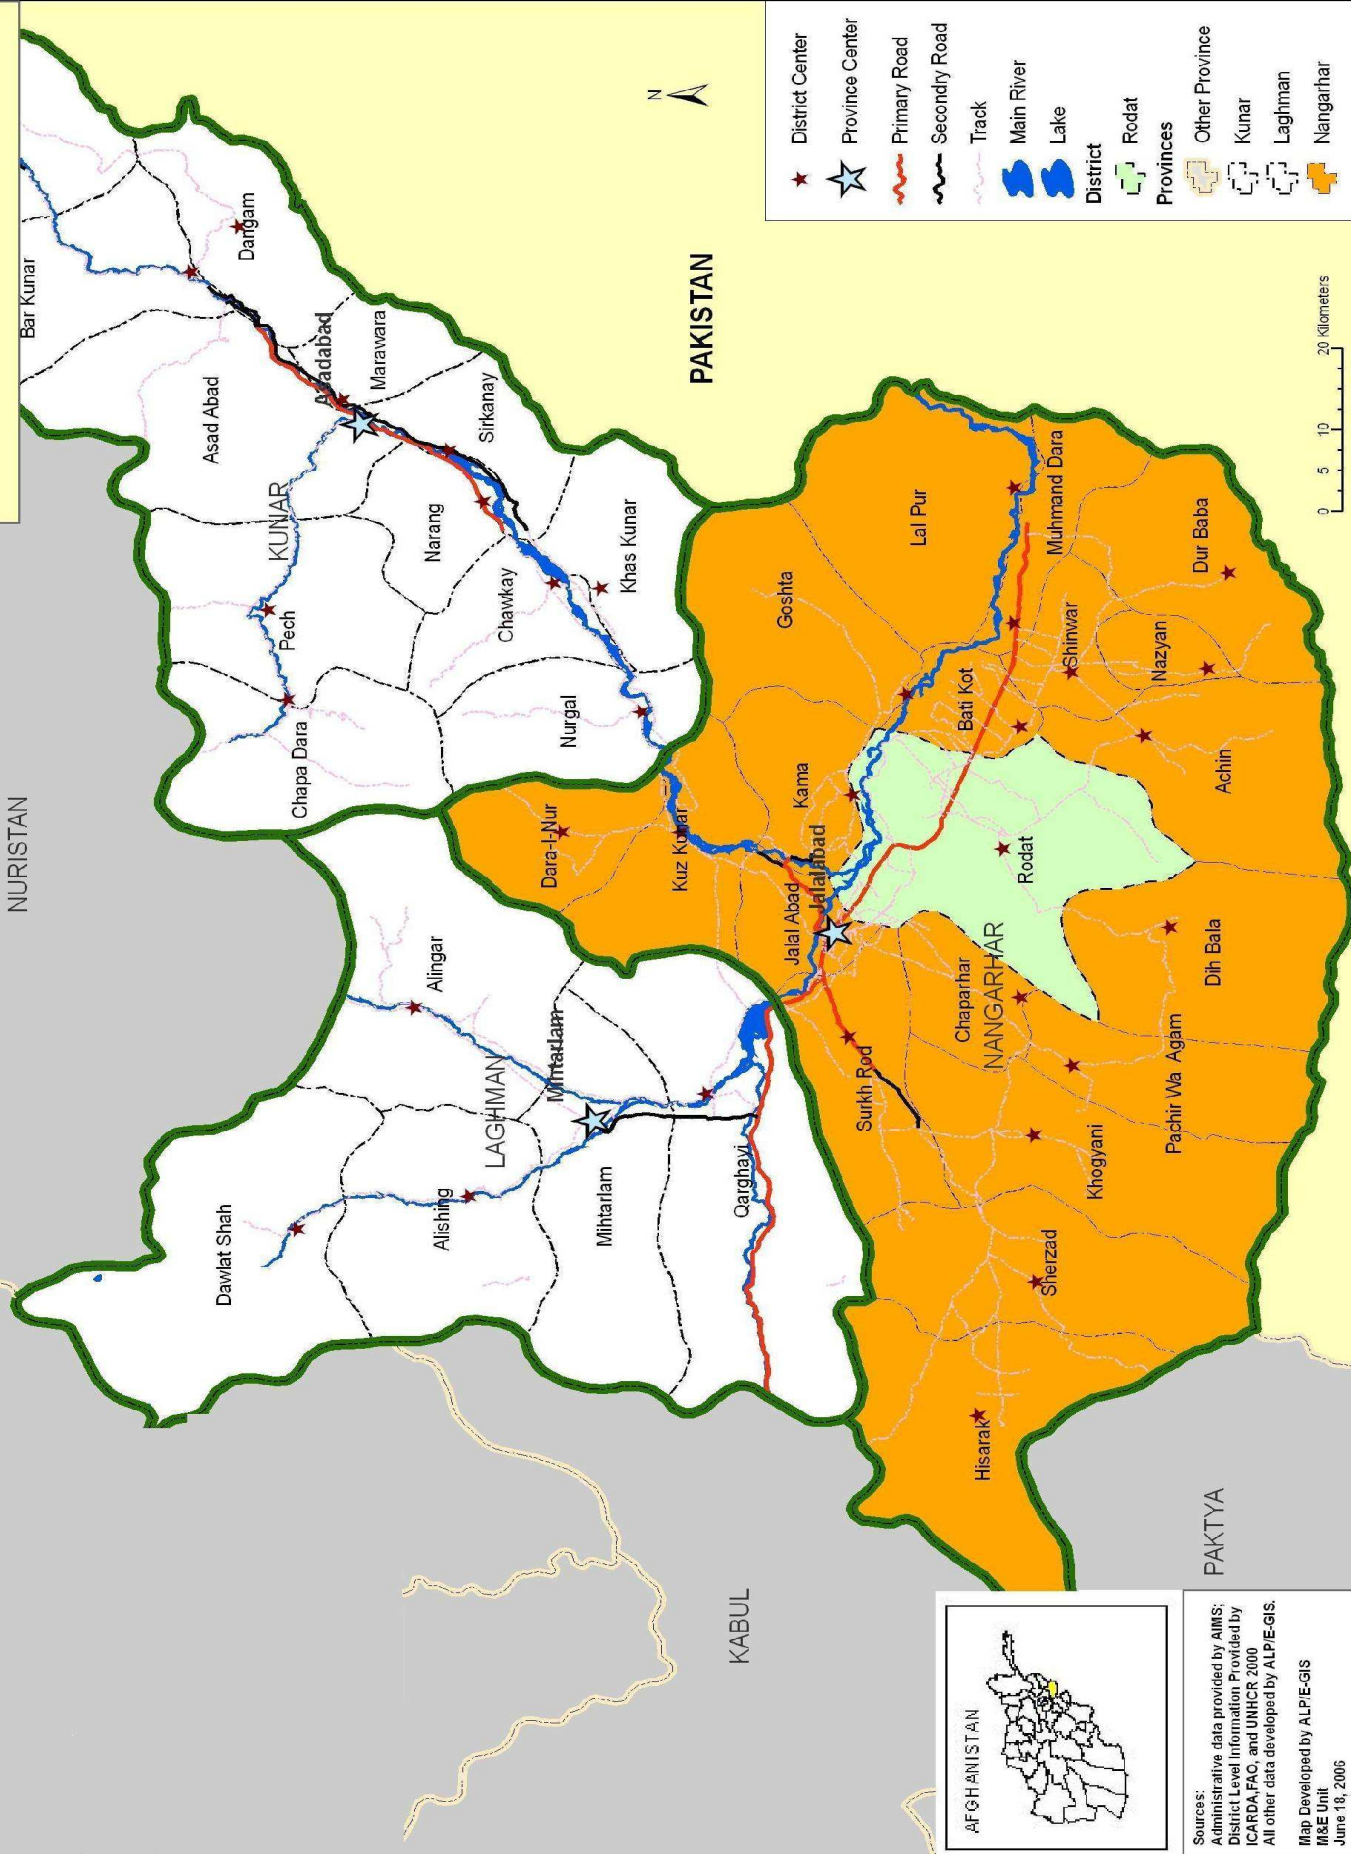 NURISTAN
KABUL
PAKTYA
PAKISTAN
N
Bar Kunar
Dangam
Asad Abad
Asadabad
Marawara
Sirkanay
KUNAR
Narang
Pech
Chawkay
Khas Kunar
Chapa Dara
Nurgal
Dawlat Shah
Alishing
Alingar
LAGHMAN
Mihtarlam
Mihtarlam
Qarghayi
Dara-I-Nur
Kuz Kunar
Kama
Goshta
Lal Pur
Muhmand Dara
Jalal Abad
Jalalabad
Bati Kot
Shinwar
Dur Baba
Nazyan
Achin
Rodat
Surkh Rod
Chaparhar
NANGARHAR
Dih Bala
Pachir Wa Agam
Khogyani
Sherzad
Hisarak
District Center
Province Center
Primary Road
Secondry Road
Track
Main River
Lake
District
Rodat
Provinces
Other Province
Kunar
Laghman
Nangarhar
0 5 10 20 Kilometers
AFGHANISTAN
Sources:
Administrative data provided by AIMS;
District Level Information Provided by
ICARDA,FAO, and UNHCR 2000
All other data developed by ALP/E-GIS.
Map Developed by ALP/E-GIS
M&E Unit
June 18, 2006